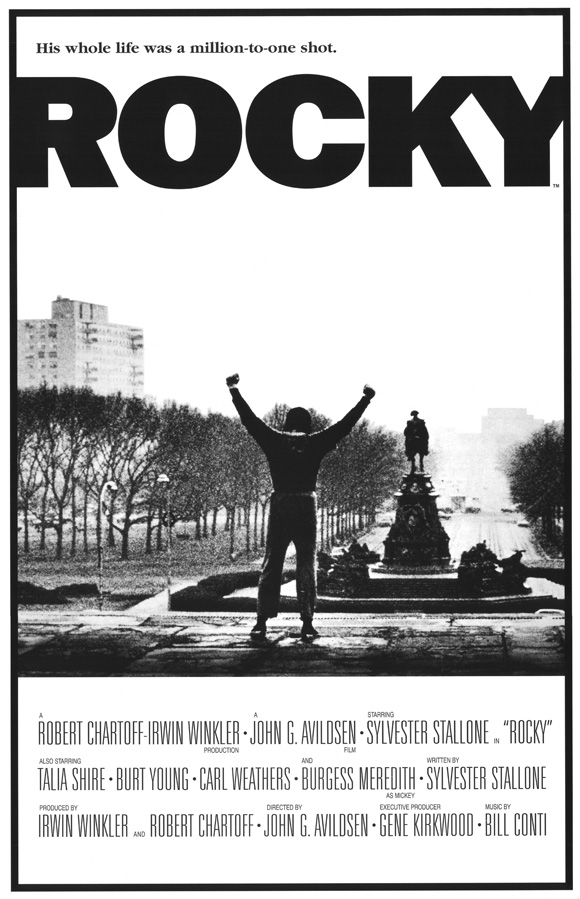 His whole life was a million-to-one shot.
ROCKY™
A ROBERT CHARTOFF-IRWIN WINKLER PRODUCTION • A JOHN G. AVILDSEN FILM • STARRING SYLVESTER STALLONE IN "ROCKY"
ALSO STARRING TALIA SHIRE • BURT YOUNG • CARL WEATHERS • AND BURGESS MEREDITH AS MICKEY • WRITTEN BY SYLVESTER STALLONE
PRODUCED BY IRWIN WINKLER AND ROBERT CHARTOFF • DIRECTED BY JOHN G. AVILDSEN • EXECUTIVE PRODUCER GENE KIRKWOOD • MUSIC BY BILL CONTI